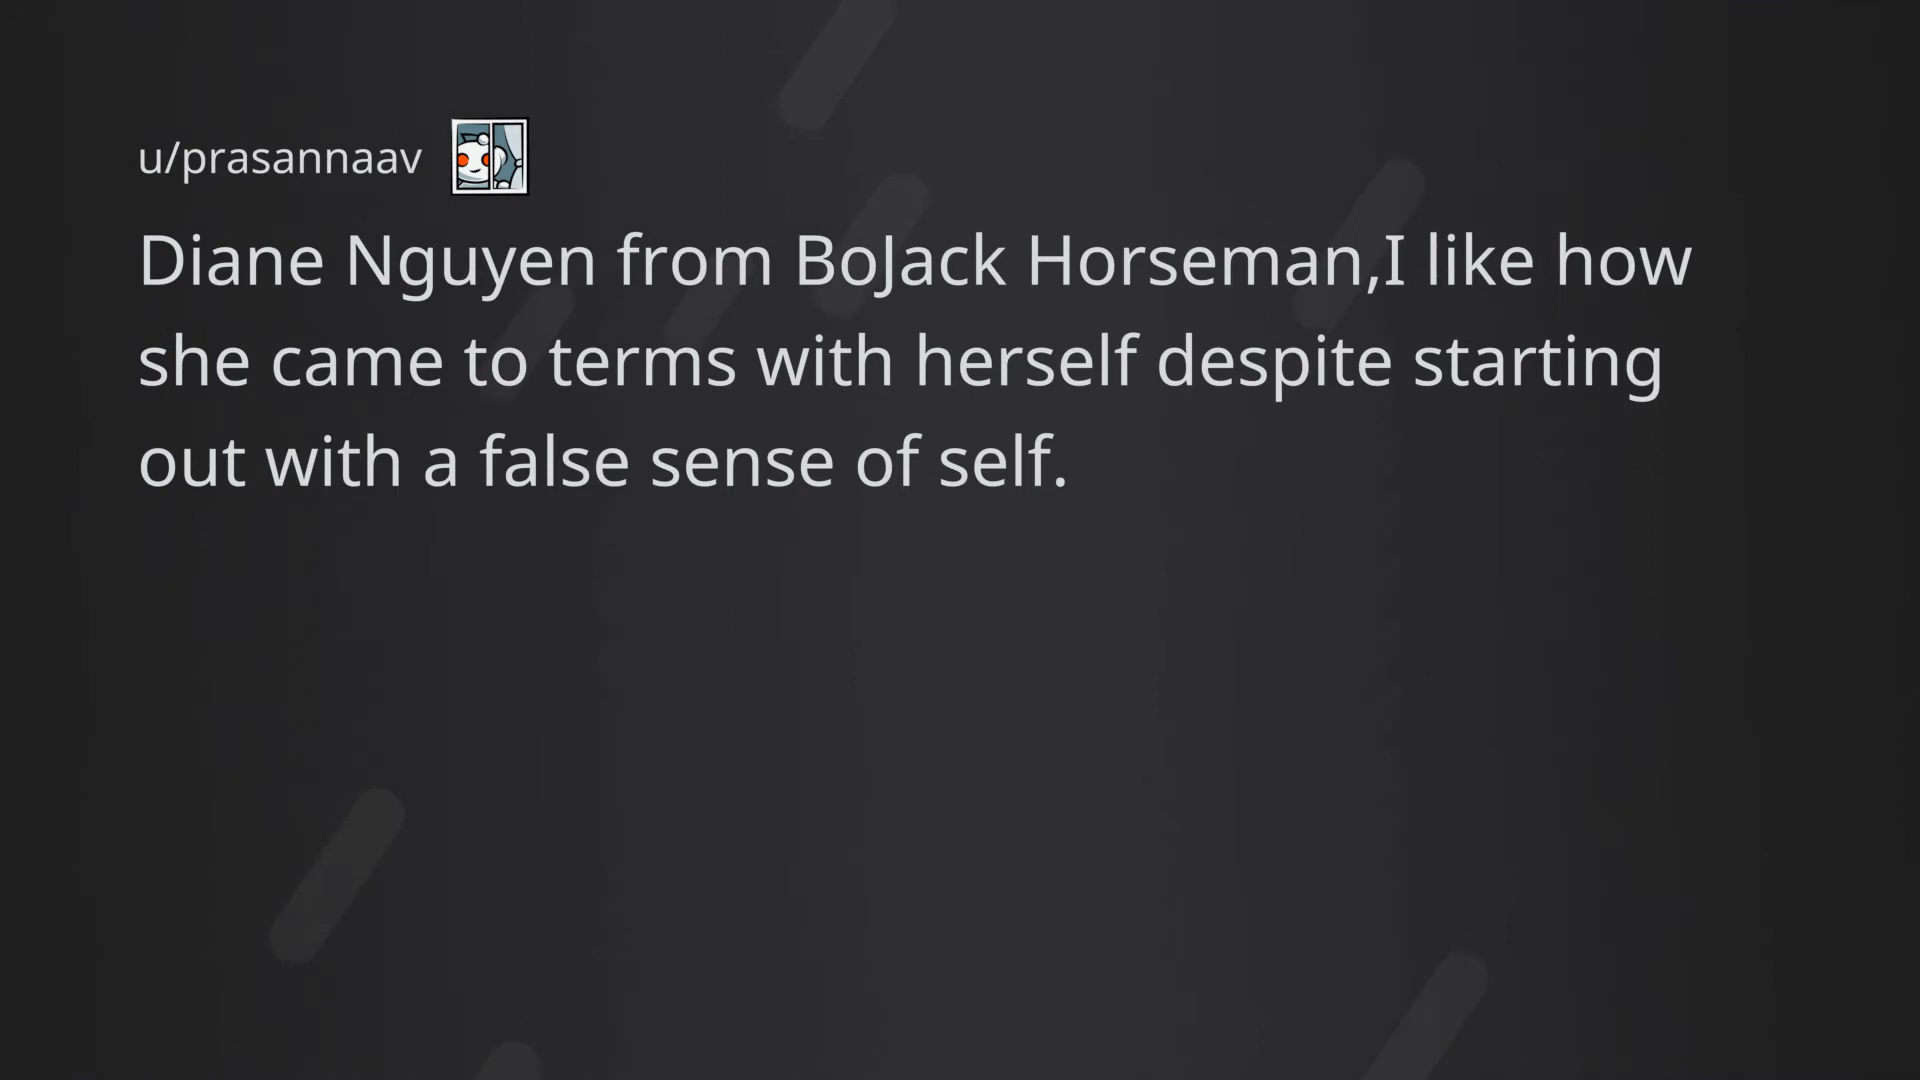 u/prasannaav
Diane Nguyen from BoJack Horseman,I like how
she came to terms with herself despite starting
out with a false sense of self.